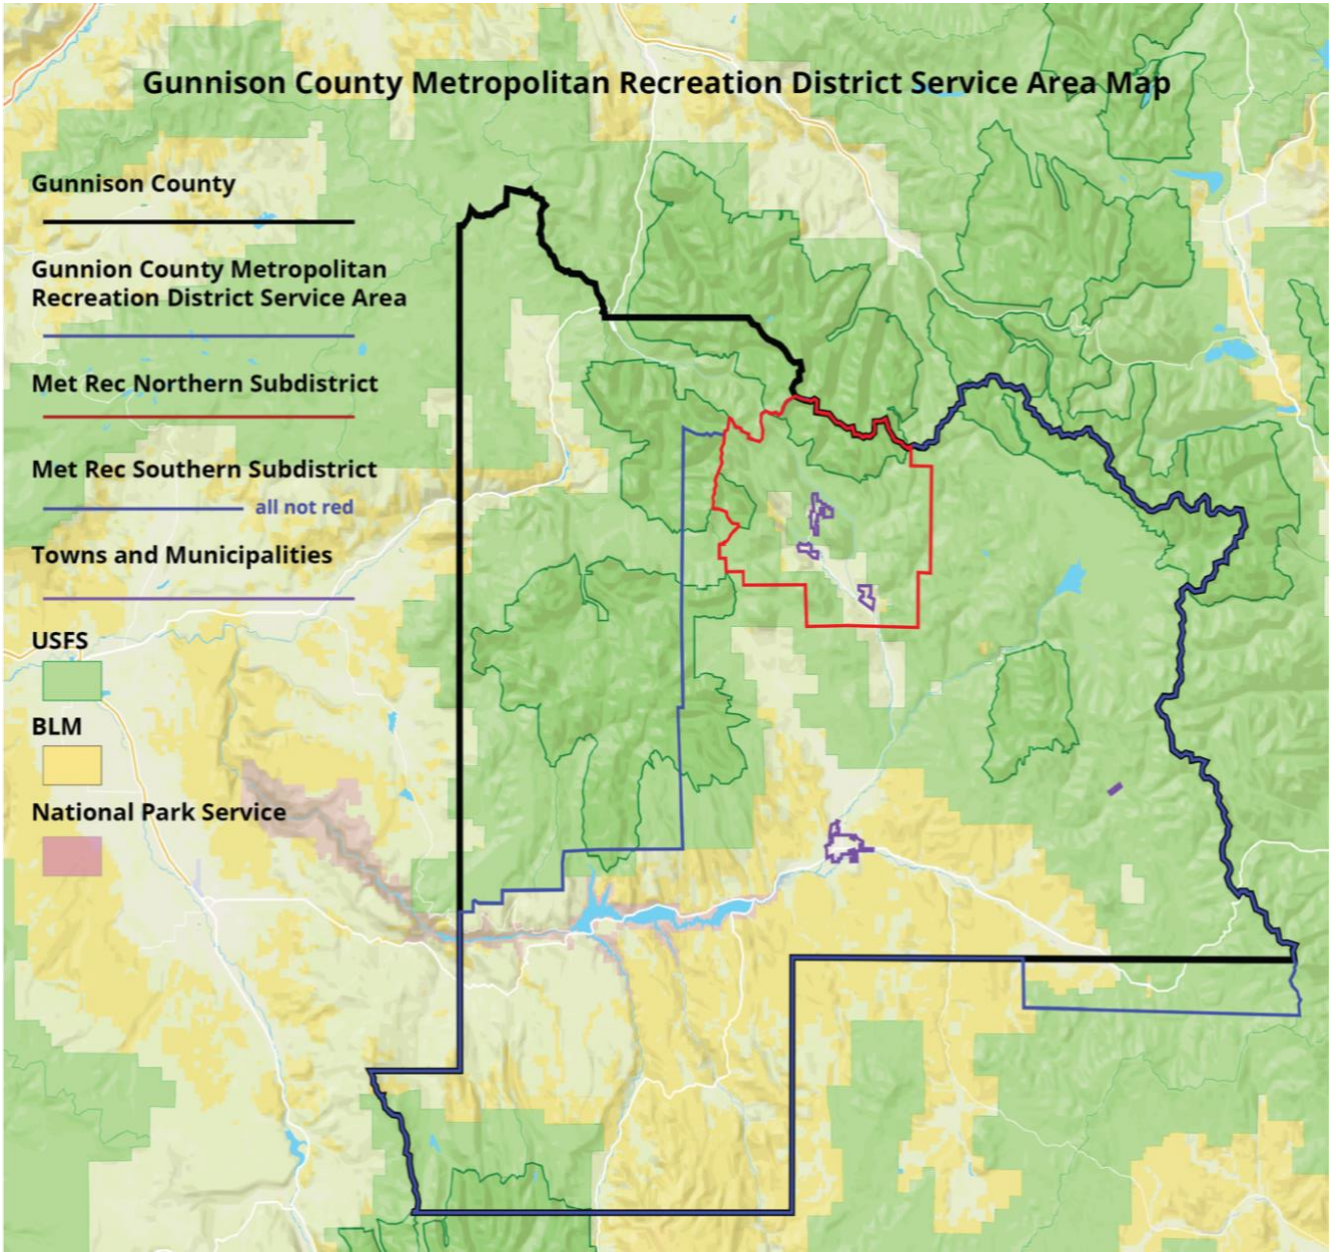 Gunnison County Metropolitan Recreation District Service Area Map
Gunnison County
Gunnion County Metropolitan
Recreation District Service Area
Met Rec Northern Subdistrict
Met Rec Southern Subdistrict
all not red
Towns and Municipalities
USFS
BLM
National Park Service